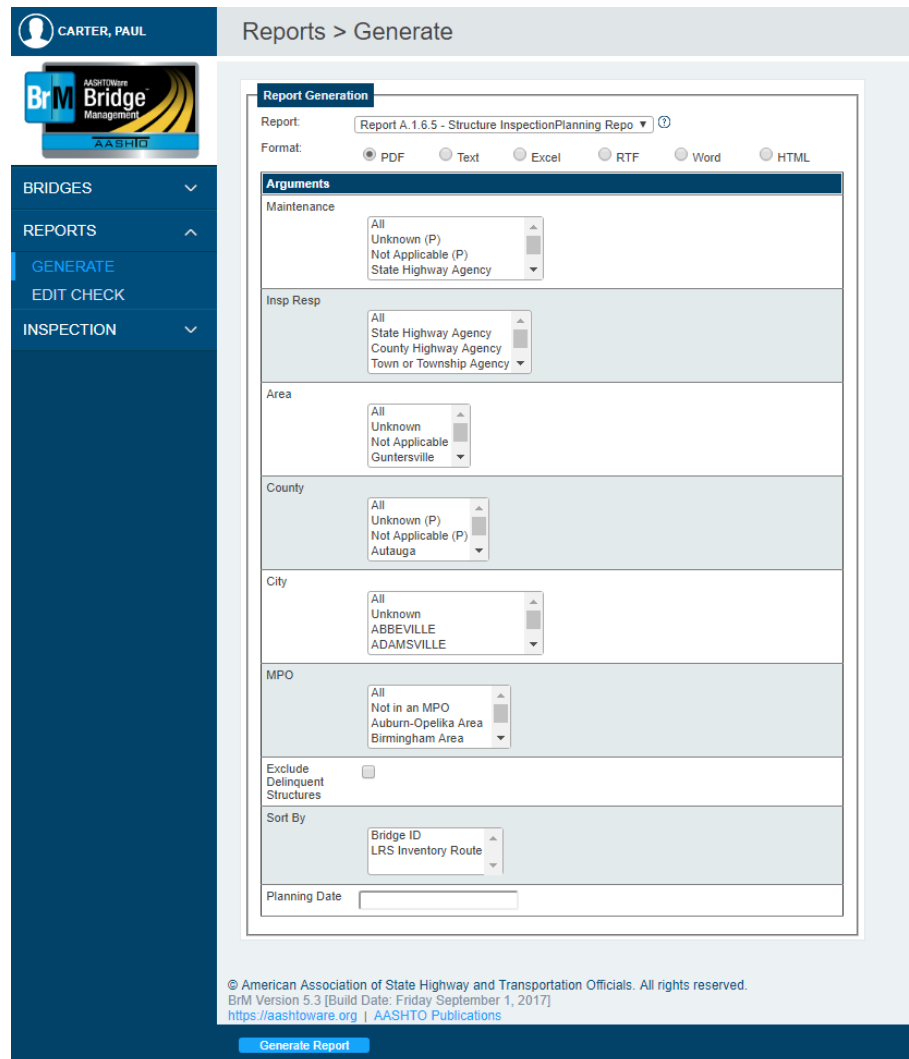 CARTER, PAUL
Reports > Generate
AASHTOWare
BrM Bridge
Management
AASHTO
BRIDGES
REPORTS
GENERATE
EDIT CHECK
INSPECTION
Report Generation
Report: Report A.1.6.5 - Structure InspectionPlanning Repo
Format: PDF Text Excel RTF Word HTML
Arguments
Maintenance
All
Unknown (P)
Not Applicable (P)
State Highway Agency
Insp Resp
All
State Highway Agency
County Highway Agency
Town or Township Agency
Area
All
Unknown
Not Applicable
Guntersville
County
All
Unknown (P)
Not Applicable (P)
Autauga
City
All
Unknown
ABBEVILLE
ADAMSVILLE
MPO
All
Not in an MPO
Auburn-Opelika Area
Birmingham Area
Exclude
Delinquent
Structures
Sort By
Bridge ID
LRS Inventory Route
Planning Date
© American Association of State Highway and Transportation Officials. All rights reserved.
BrM Version 5.3 [Build Date: Friday September 1, 2017]
https://aashtoware.org | AASHTO Publications
Generate Report